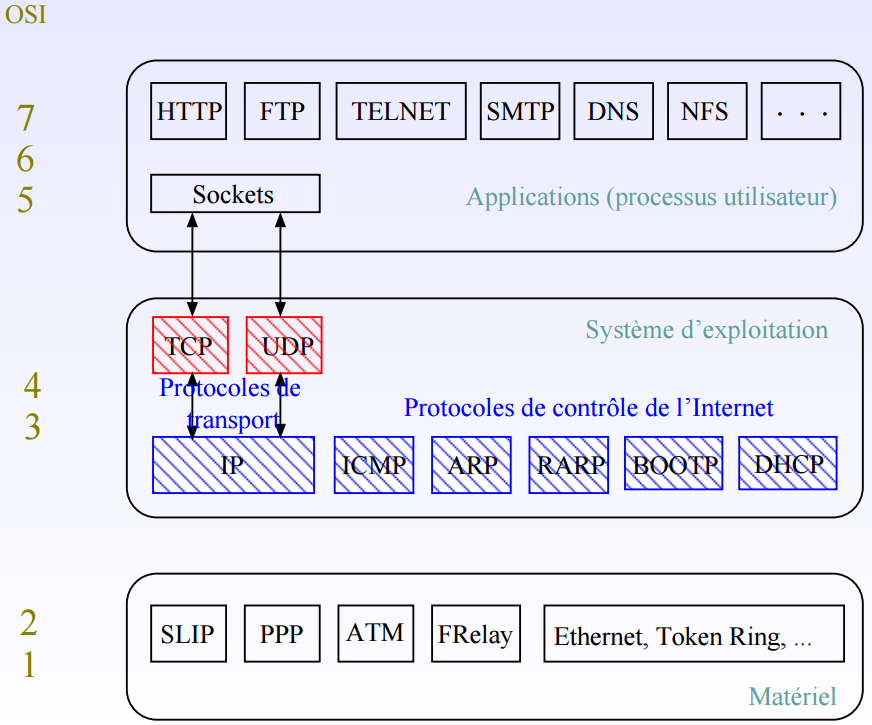 OSI
7
HTTP FTP TELNET SMTP DNS NFS . . .
6
5
Sockets
Applications (processus utilisateur)
Système d'exploitation
TCP UDP
4
Protocoles de
transport
Protocoles de contrôle de l'Internet
3
IP ICMP ARP RARP BOOTP DHCP
2
SLIP PPP ATM FRelay Ethernet, Token Ring, ...
1
Matériel